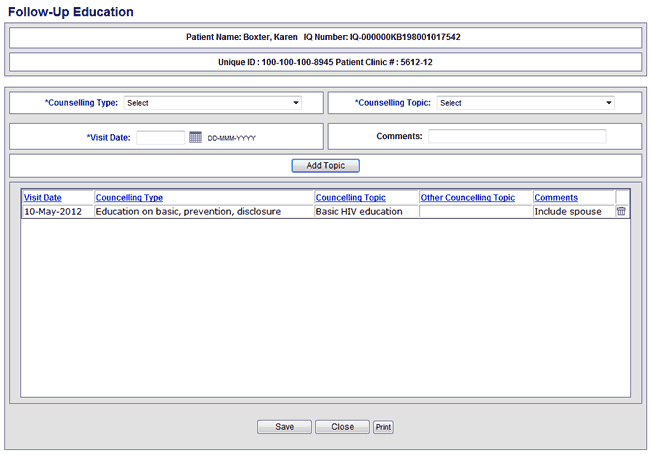 Follow-Up Education
Patient Name: Boxter, Karen IQ Number: IQ-000000KB198001017542
Unique ID : 100-100-100-8945 Patient Clinic # : 5612-12
*Counselling Type: Select *Counselling Topic: Select
*Visit Date: DD-MMM-YYYY Comments:
Add Topic
Visit Date Councelling Type Councelling Topic Other Councelling Topic Comments
10-May-2012 Education on basic, prevention, disclosure Basic HIV education Include spouse
Save Close Print